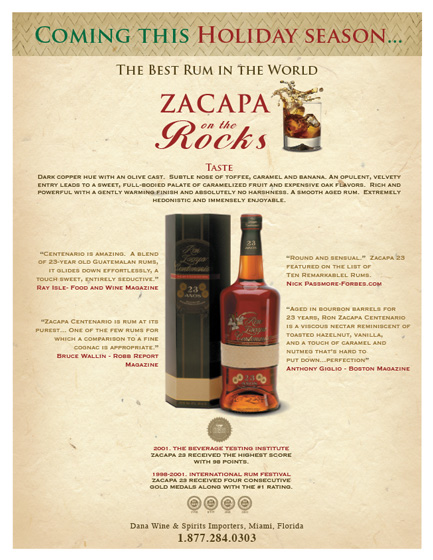 COMING THIS HOLIDAY SEASON...
THE BEST RUM IN THE WORLD
ZACAPA
on the
Rocks
TASTE
DARK COPPER HUE WITH AN OLIVE CAST. SUBTLE NOSE OF TOFFEE, CARAMEL AND BANANA. AN OPULENT, VELVETY
ENTRY LEADS TO A SWEET, FULL-BODIED PALATE OF CARAMELIZED FRUIT AND EXPENSIVE OAK FLAVORS. RICH AND
POWERFUL WITH A GENTLY WARMING FINISH AND ABSOLUTELY NO HARSHNESS. A SMOOTH AGED RUM. EXTREMELY
HEDONISTIC AND IMMENSELY ENJOYABLE.
"CENTENARIO IS AMAZING. A BLEND
OF 23-YEAR OLD GUATEMALAN RUMS,
IT GLIDES DOWN EFFORTLESSLY, A
TOUCH SWEET, ENTIRELY SEDUCTIVE."
RAY ISLE- FOOD AND WINE MAGAZINE
"ZACAPA CENTENARIO IS RUM AT ITS
PUREST... ONE OF THE FEW RUMS FOR
WHICH A COMPARISON TO A FINE
COGNAC IS APPROPRIATE."
BRUCE WALLIN - ROBB REPORT
MAGAZINE
"ROUND AND SENSUAL." ZACAPA 23
FEATURED ON THE LIST OF
TEN REMARKABLEL RUMS.
NICK PASSMORE-FORBES.COM
"AGED IN BOURBON BARRELS FOR
23 YEARS, RON ZACAPA CENTENARIO
IS A VISCOUS NECTAR REMINISCENT OF
TOASTED HAZELNUT, VANILLA,
AND A TOUCH OF CARAMEL AND
NUTMEG THAT'S HARD TO
PUT DOWN...PERFECTION"
ANTHONY GIGLIO - BOSTON MAGAZINE
Ron
Zacapa
Centenario
23
AÑOS
23
Ron
Zacapa
Centenario
23
2001. THE BEVERAGE TESTING INSTITUTE
ZACAPA 23 RECEIVED THE HIGHEST SCORE
WITH 98 POINTS.
1998-2001. INTERNATIONAL RUM FESTIVAL
ZACAPA 23 RECEIVED FOUR CONSECUTIVE
GOLD MEDALS ALONG WITH THE #1 RATING.
Dana Wine & Spirits Importers, Miami, Florida
1.877.284.0303